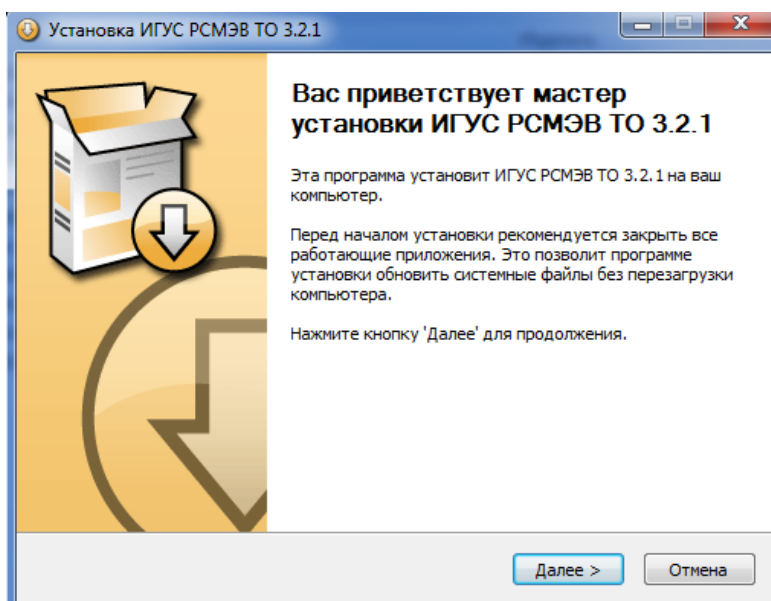 Установка ИГУС РСМЭВ ТО 3.2.1
Вас приветствует мастер
установки ИГУС РСМЭВ ТО 3.2.1
Эта программа установит ИГУС РСМЭВ ТО 3.2.1 на ваш
компьютер.
Перед началом установки рекомендуется закрыть все
работающие приложения. Это позволит программе
установки обновить системные файлы без перезагрузки
компьютера.
Нажмите кнопку 'Далее' для продолжения.
Далее >
Отмена